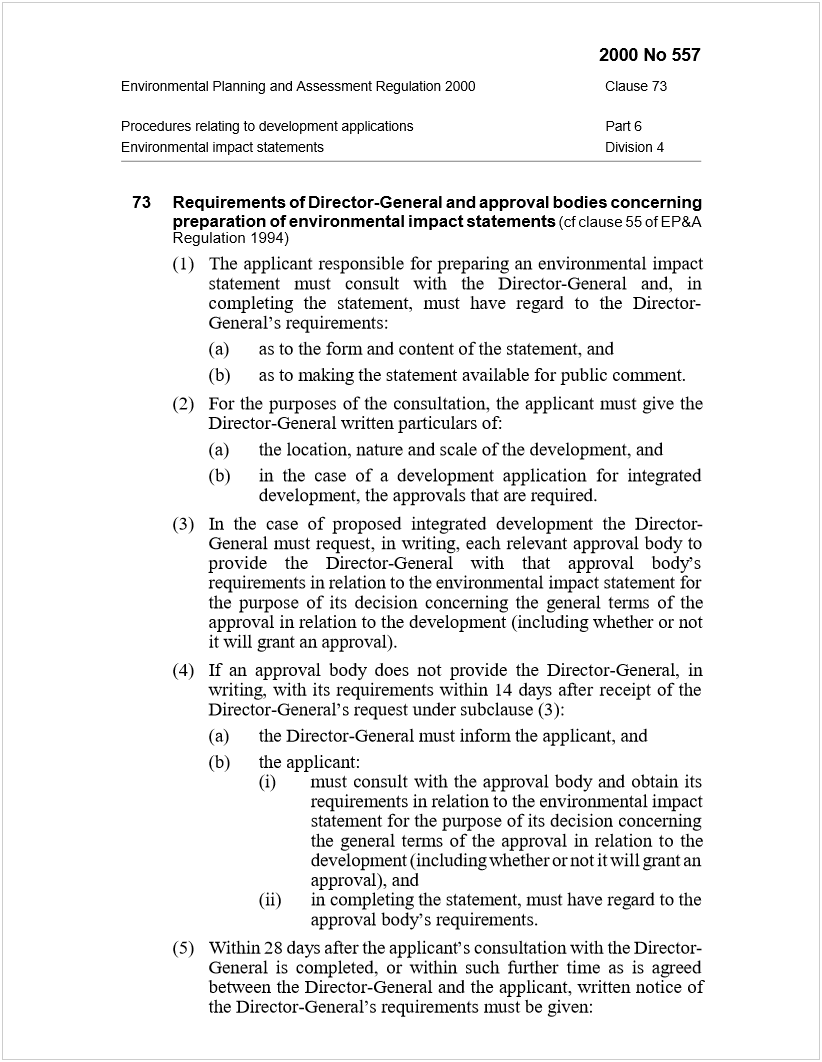 2000 No 557
Environmental Planning and Assessment Regulation 2000 Clause 73
Procedures relating to development applications Part 6
Environmental impact statements Division 4
73 Requirements of Director-General and approval bodies concerning
preparation of environmental impact statements (cf clause 55 of EP&A
Regulation 1994)
(1) The applicant responsible for preparing an environmental impact
statement must consult with the Director-General and, in
completing the statement, must have regard to the Director-
General’s requirements:
(a) as to the form and content of the statement, and
(b) as to making the statement available for public comment.
(2) For the purposes of the consultation, the applicant must give the
Director-General written particulars of:
(a) the location, nature and scale of the development, and
(b) in the case of a development application for integrated
development, the approvals that are required.
(3) In the case of proposed integrated development the Director-
General must request, in writing, each relevant approval body to
provide the Director-General with that approval body’s
requirements in relation to the environmental impact statement for
the purpose of its decision concerning the general terms of the
approval in relation to the development (including whether or not
it will grant an approval).
(4) If an approval body does not provide the Director-General, in
writing, with its requirements within 14 days after receipt of the
Director-General’s request under subclause (3):
(a) the Director-General must inform the applicant, and
(b) the applicant:
(i) must consult with the approval body and obtain its
requirements in relation to the environmental impact
statement for the purpose of its decision concerning
the general terms of the approval in relation to the
development (including whether or not it will grant an
approval), and
(ii) in completing the statement, must have regard to the
approval body’s requirements.
(5) Within 28 days after the applicant’s consultation with the Director-
General is completed, or within such further time as is agreed
between the Director-General and the applicant, written notice of
the Director-General’s requirements must be given: